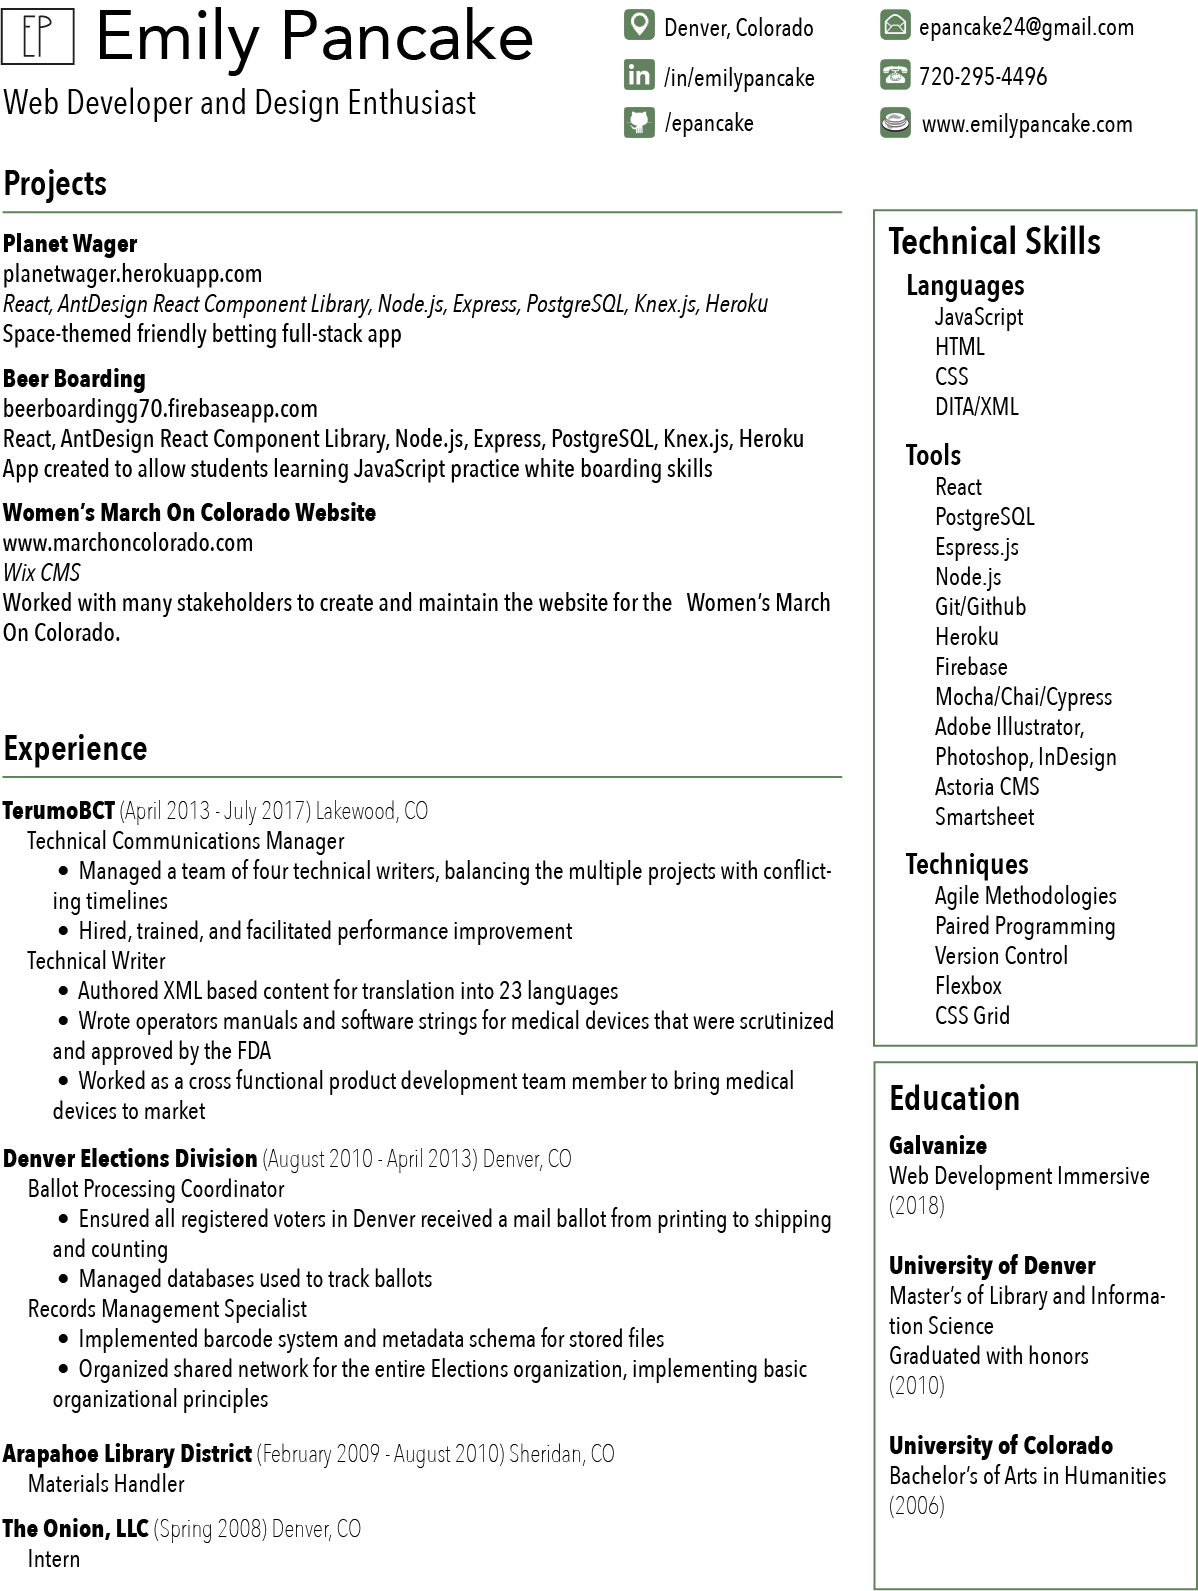 EP
Emily Pancake
Web Developer and Design Enthusiast
Denver, Colorado
in
/in/emilypancake
/epancake
epancake24@gmail.com
720-295-4496
www.emilypancake.com
Projects
Planet Wager
planetwager.herokuapp.com
React, AntDesign React Component Library, Node.js, Express, PostgreSQL, Knex.js, Heroku
Space-themed friendly betting full-stack app
Beer Boarding
beerboardingg70.firebaseapp.com
React, AntDesign React Component Library, Node.js, Express, PostgreSQL, Knex.js, Heroku
App created to allow students learning JavaScript practice white boarding skills
Women's March On Colorado Website
www.marchoncolorado.com
Wix CMS
Worked with many stakeholders to create and maintain the website for the Women's March
On Colorado.
Experience
TerumoBCT (April 2013 - July 2017) Lakewood, CO
Technical Communications Manager
• Managed a team of four technical writers, balancing the multiple projects with conflict-
ing timelines
• Hired, trained, and facilitated performance improvement
Technical Writer
• Authored XML based content for translation into 23 languages
• Wrote operators manuals and software strings for medical devices that were scrutinized
and approved by the FDA
• Worked as a cross functional product development team member to bring medical
devices to market
Denver Elections Division (August 2010 - April 2013) Denver, CO
Ballot Processing Coordinator
• Ensured all registered voters in Denver received a mail ballot from printing to shipping
and counting
• Managed databases used to track ballots
Records Management Specialist
• Implemented barcode system and metadata schema for stored files
• Organized shared network for the entire Elections organization, implementing basic
organizational principles
Arapahoe Library District (February 2009 - August 2010) Sheridan, CO
Materials Handler
The Onion, LLC (Spring 2008) Denver, CO
Intern
Technical Skills
Languages
JavaScript
HTML
CSS
DITA/XML
Tools
React
PostgreSQL
Espress.js
Node.js
Git/Github
Heroku
Firebase
Mocha/Chai/Cypress
Adobe Illustrator,
Photoshop, InDesign
Astoria CMS
Smartsheet
Techniques
Agile Methodologies
Paired Programming
Version Control
Flexbox
CSS Grid
Education
Galvanize
Web Development Immersive
(2018)
University of Denver
Master's of Library and Informa-
tion Science
Graduated with honors
(2010)
University of Colorado
Bachelor's of Arts in Humanities
(2006)